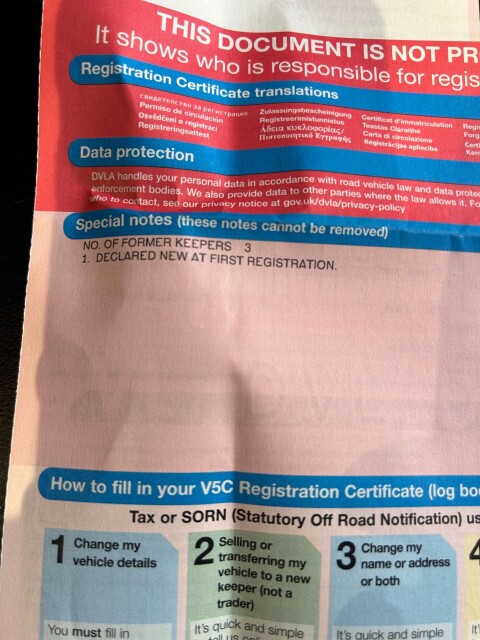 THIS DOCUMENT IS NOT PR
It shows who is responsible for regis
Registration Certificate translations
свидетельство за регистрация
Permiso de circulación
Osvědčení o registraci
Registreringsattest
Zulassungsbescheinigung
Registreerimistunnistus
Άδεια κυκλοφορίας/
Πιστοποιητικό Εγγραφής
Certificat d'immatriculation
Teastas Cláraithe
Carta di circolazione
Reģistrācijas apliecība
Data protection
DVLA handles your personal data in accordance with road vehicle law and data prote
enforcement bodies. We also provide data to other parties where the law allows it. Fo
who to contact, see our privacy notice at gov.uk/dvla/privacy-policy
Special notes (these notes cannot be removed)
NO. OF FORMER KEEPERS 3
1. DECLARED NEW AT FIRST REGISTRATION.
How to fill in your V5C Registration Certificate (log bo
Tax or SORN (Statutory Off Road Notification) us
1 Change my
vehicle details
You must fill in
2 Selling or
transferring my
vehicle to a new
keeper (not a
trader)
It's quick and simple
3 Change my
name or address
or both
It's quick and simple
4